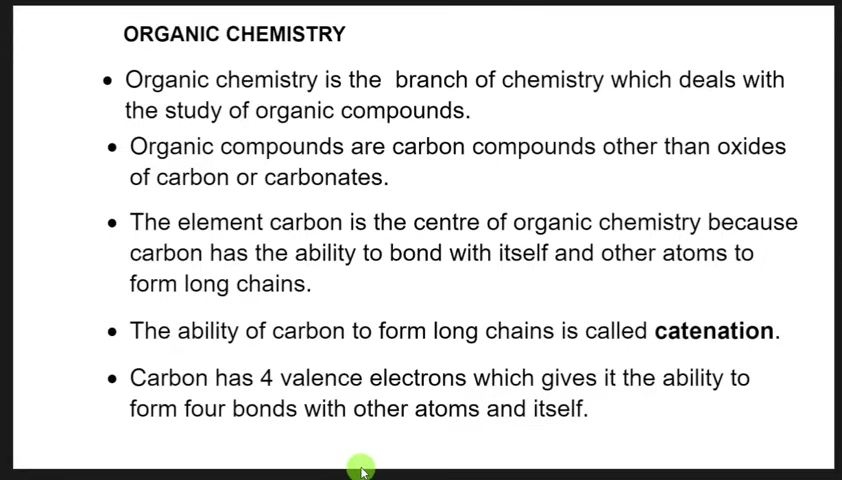 ORGANIC CHEMISTRY
• Organic chemistry is the branch of chemistry which deals with
the study of organic compounds.
• Organic compounds are carbon compounds other than oxides
of carbon or carbonates.
• The element carbon is the centre of organic chemistry because
carbon has the ability to bond with itself and other atoms to
form long chains.
• The ability of carbon to form long chains is called catenation.
• Carbon has 4 valence electrons which gives it the ability to
form four bonds with other atoms and itself.